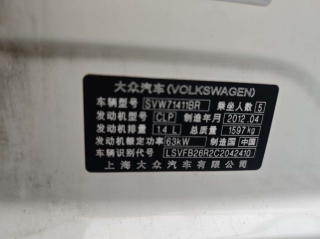 大众汽车(VOLKSWAGEN)
车辆型号 SVW71411BR 乘坐人数 5
发动机型号 CLP 制造年月 2012.04
发动机排量 1.4 L 总质量 1597 kg
发动机额定功率 63kW 制造国 中国
车辆识别代号 LSVFB26R2C2042410
上海大众汽车有限公司